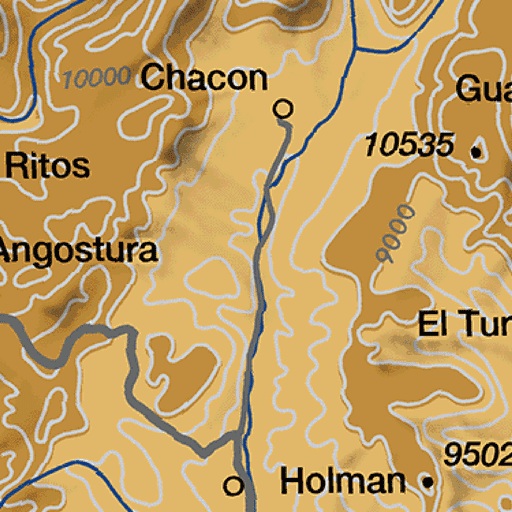 10000
Chacon
Gua
10535
Ritos
9000
Angostura
El Tur
9502
Holman